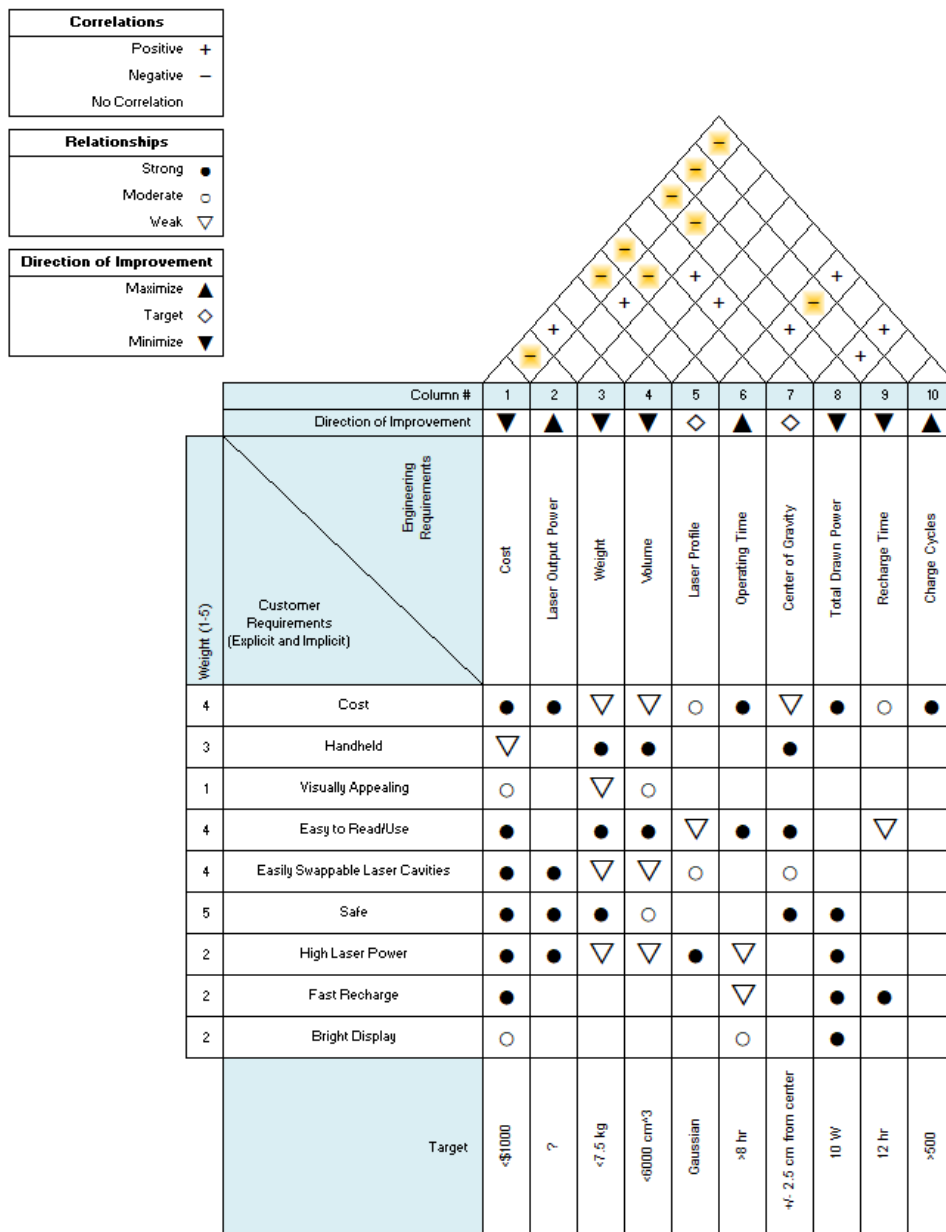 Correlations
Positive +
Negative −
No Correlation
Relationships
Strong ●
Moderate ○
Weak ▽
Direction of Improvement
Maximize ▲
Target ◇
Minimize ▼
−
−
−
−
−
− − + +
+ + −
+ + +
− +
Column # 1 2 3 4 5 6 7 8 9 10
Direction of Improvement ▼ ▲ ▼ ▼ ◇ ▲ ◇ ▼ ▼ ▲
Weight (1-5)
Engineering
Requirements
Customer
Requirements
(Explicit and Implicit)
Cost
Laser Output Power
Weight
Volume
Laser Profile
Operating Time
Center of Gravity
Total Drawn Power
Recharge Time
Charge Cycles
4 Cost ● ● ▽ ▽ ○ ● ▽ ● ○ ●
3 Handheld ▽ ● ● ●
1 Visually Appealing ○ ▽ ○
4 Easy to Read/Use ● ● ● ▽ ● ● ▽
4 Easily Swappable Laser Cavities ● ● ▽ ▽ ○ ○
5 Safe ● ● ● ○ ● ●
2 High Laser Power ● ● ▽ ▽ ● ▽ ●
2 Fast Recharge ● ▽ ● ●
2 Bright Display ○ ○ ●
Target
<$1000
?
<7.5 kg
<6000 cm^3
Gaussian
>8 hr
+/- 2.5 cm from center
10 W
12 hr
>500